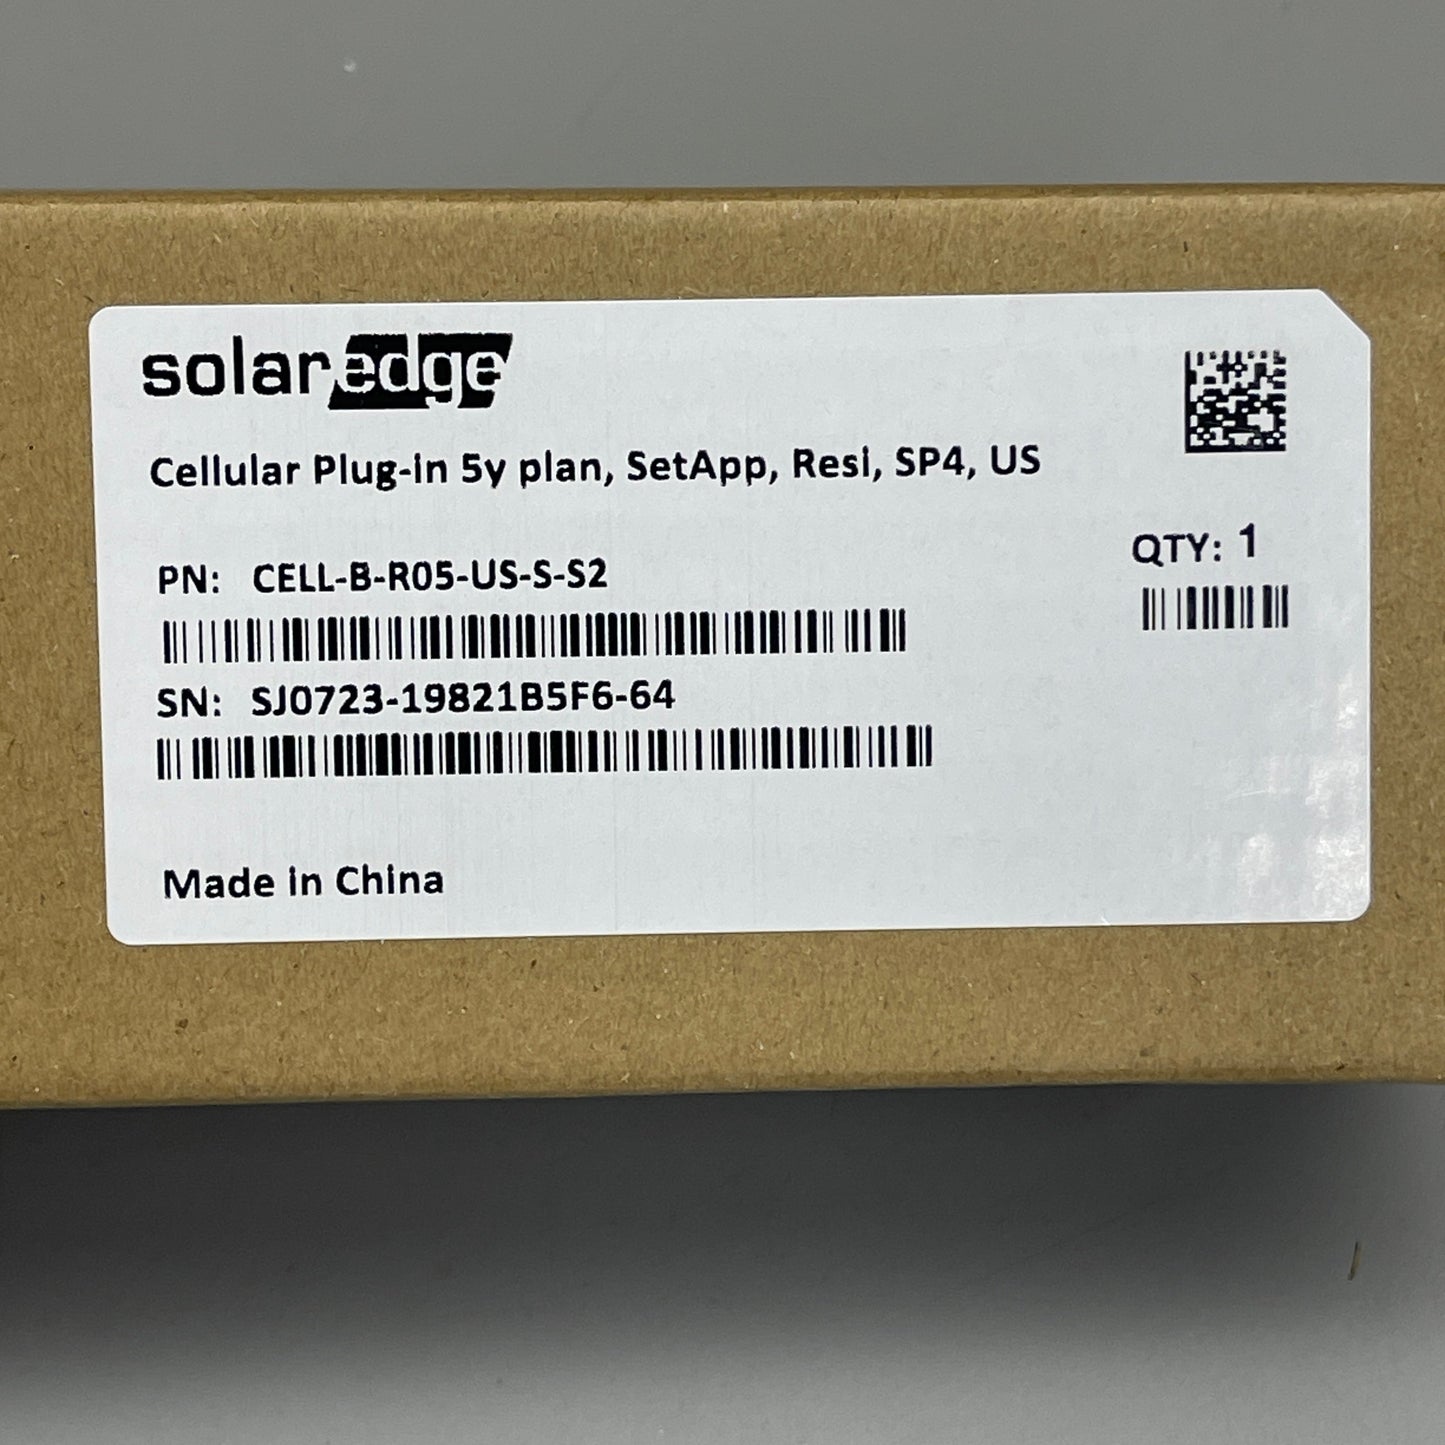 solaredge
Cellular Plug-in 5y plan, SetApp, Resi, SP4, US
QTY: 1
PN: CELL-B-R05-US-S-S2
SN: SJ0723-19821B5F6-64
Made in China